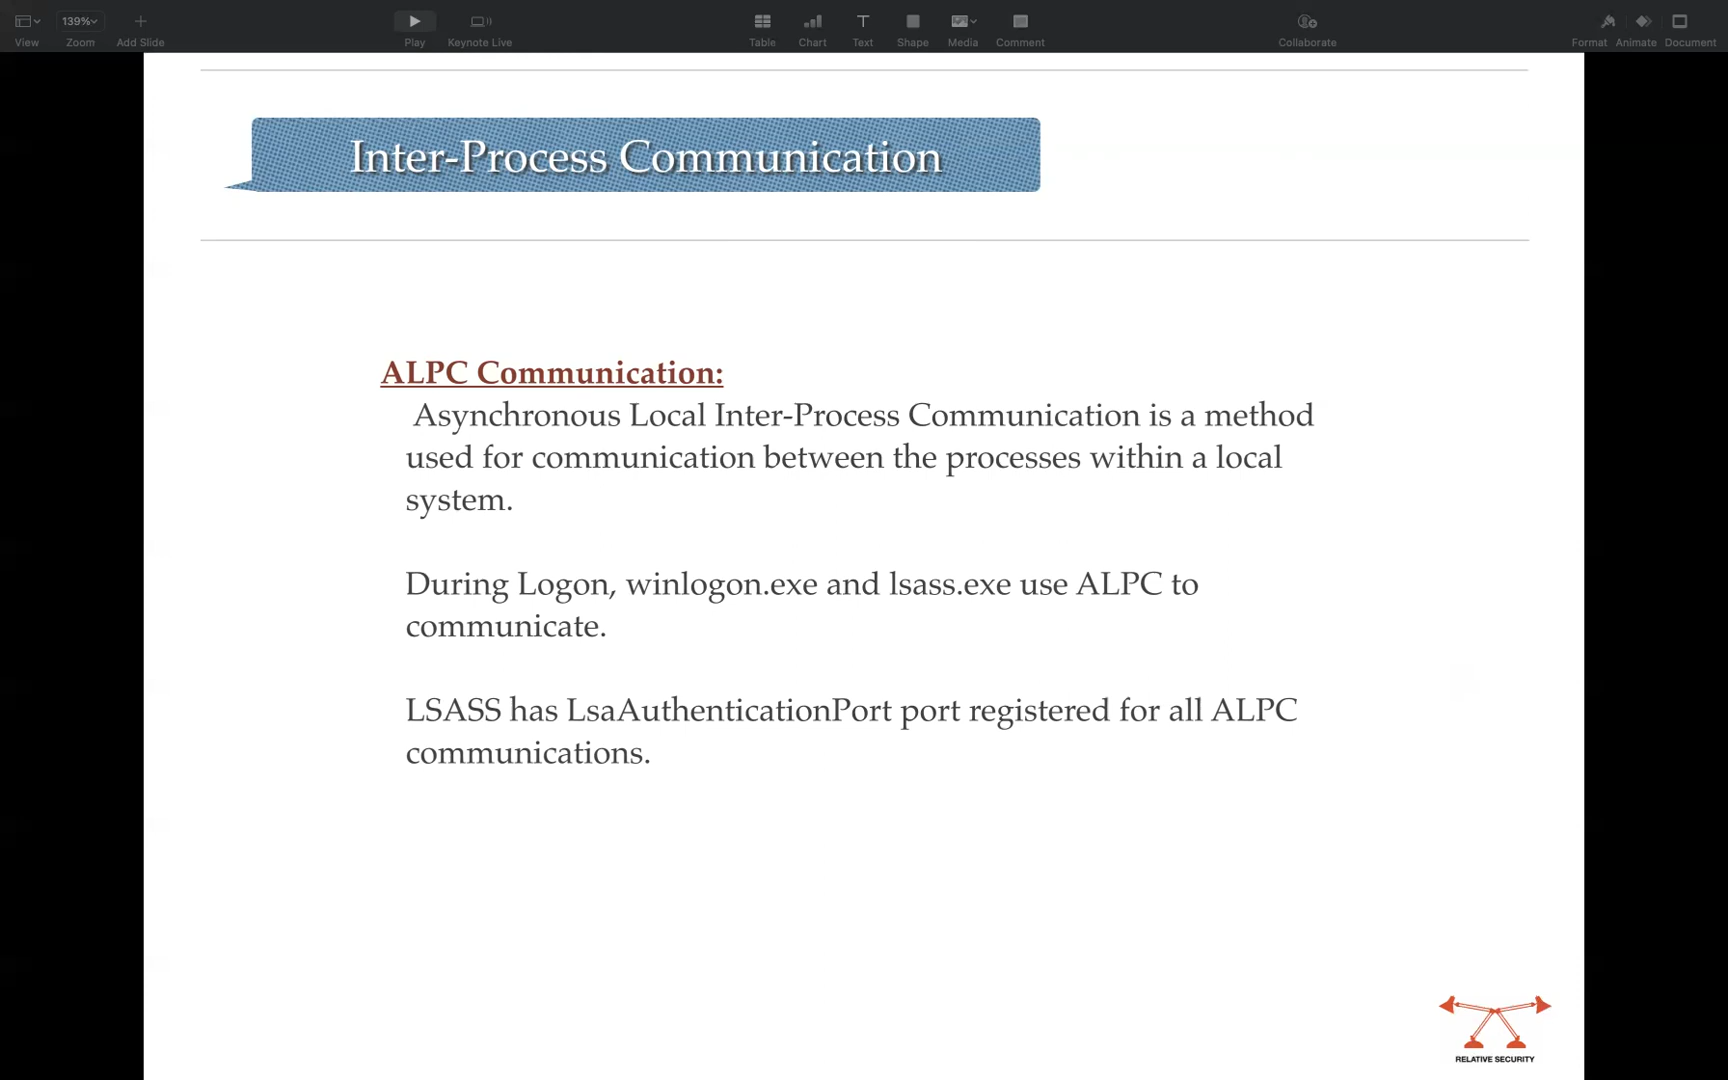 139%
View
Zoom
Add Slide
Play
Keynote Live
Table
Chart
Text
Shape
Media
Comment
Collaborate
Format
Animate
Document
Inter-Process Communication
ALPC Communication:
Asynchronous Local Inter-Process Communication is a method
used for communication between the processes within a local
system.
During Logon, winlogon.exe and lsass.exe use ALPC to
communicate.
LSASS has LsaAuthenticationPort port registered for all ALPC
communications.
RELATIVE SECURITY